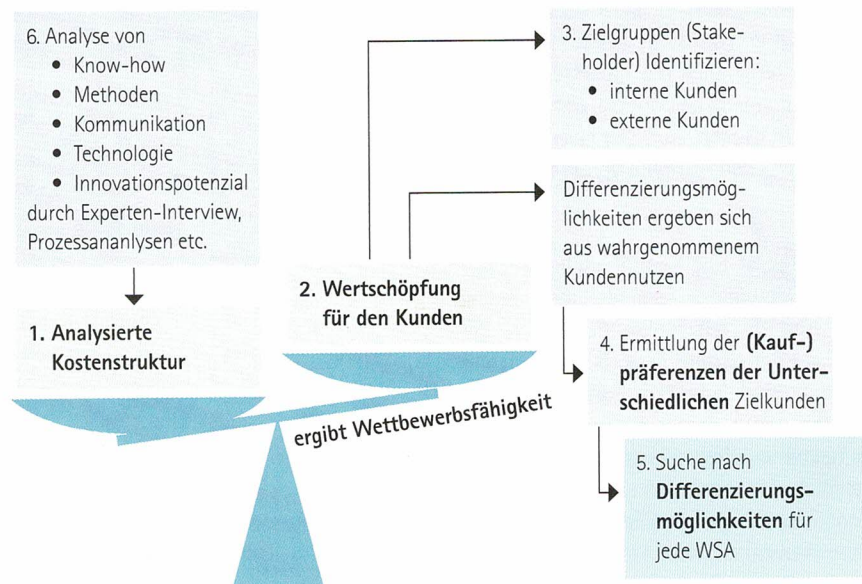 6. Analyse von
• Know-how
• Methoden
• Kommunikation
• Technologie
• Innovationspotenzial
durch Experten-Interview,
Prozessananlysen etc.
1. Analysierte
Kostenstruktur
2. Wertschöpfung
für den Kunden
ergibt Wettbewerbsfähigkeit
3. Zielgruppen (Stake-
holder) Identifizieren:
• interne Kunden
• externe Kunden
Differenzierungsmög-
lichkeiten ergeben sich
aus wahrgenommenem
Kundennutzen
4. Ermittlung der (Kauf-)
präferenzen der Unter-
schiedlichen Zielkunden
5. Suche nach
Differenzierungs-
möglichkeiten für
jede WSA